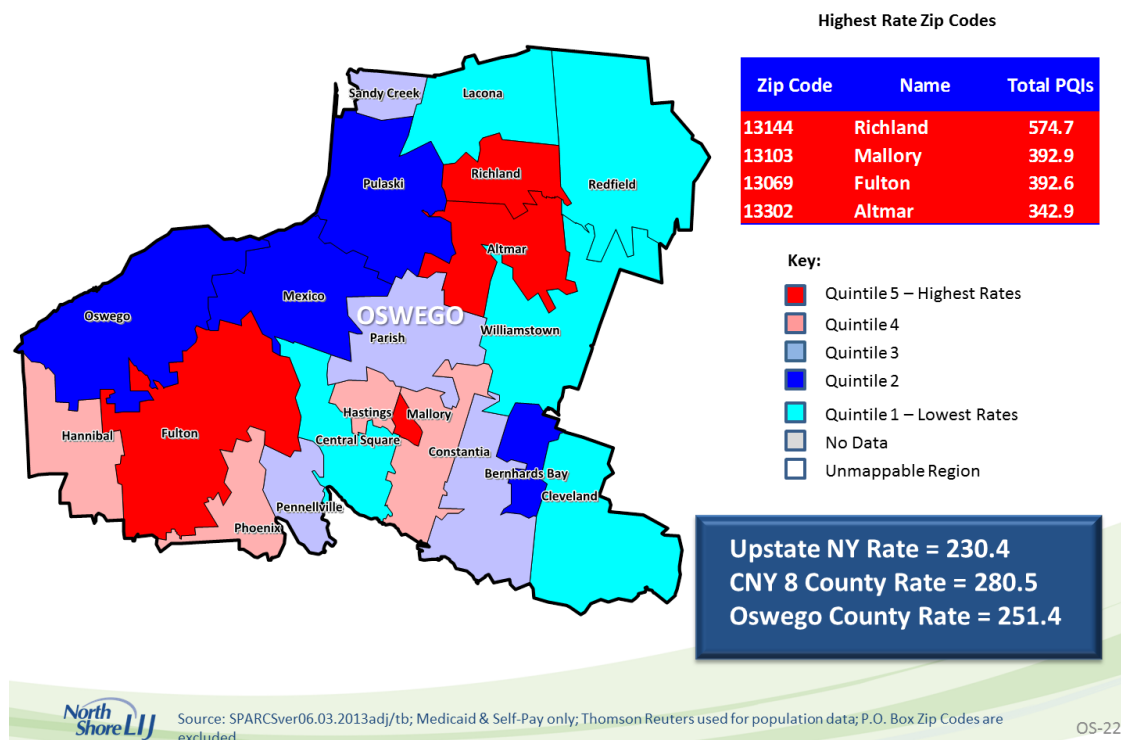 Highest Rate Zip Codes
Zip Code Name Total PQIs
13144 Richland 574.7
13103 Mallory 392.9
13069 Fulton 392.6
13302 Altmar 342.9
Sandy Creek
Lacona
Richland
Redfield
Pulaski
Altmar
Mexico
Oswego
OSWEGO
Parish
Williamstown
Hastings
Mallory
Hannibal
Fulton
Central Square
Constantia
Bernhards Bay
Cleveland
Pennellville
Phoenix
Key:
Quintile 5 – Highest Rates
Quintile 4
Quintile 3
Quintile 2
Quintile 1 – Lowest Rates
No Data
Unmappable Region
Upstate NY Rate = 230.4
CNY 8 County Rate = 280.5
Oswego County Rate = 251.4
North
Shore LIJ
Source: SPARCSver06.03.2013adj/tb; Medicaid & Self-Pay only; Thomson Reuters used for population data; P.O. Box Zip Codes are
excluded
OS-22